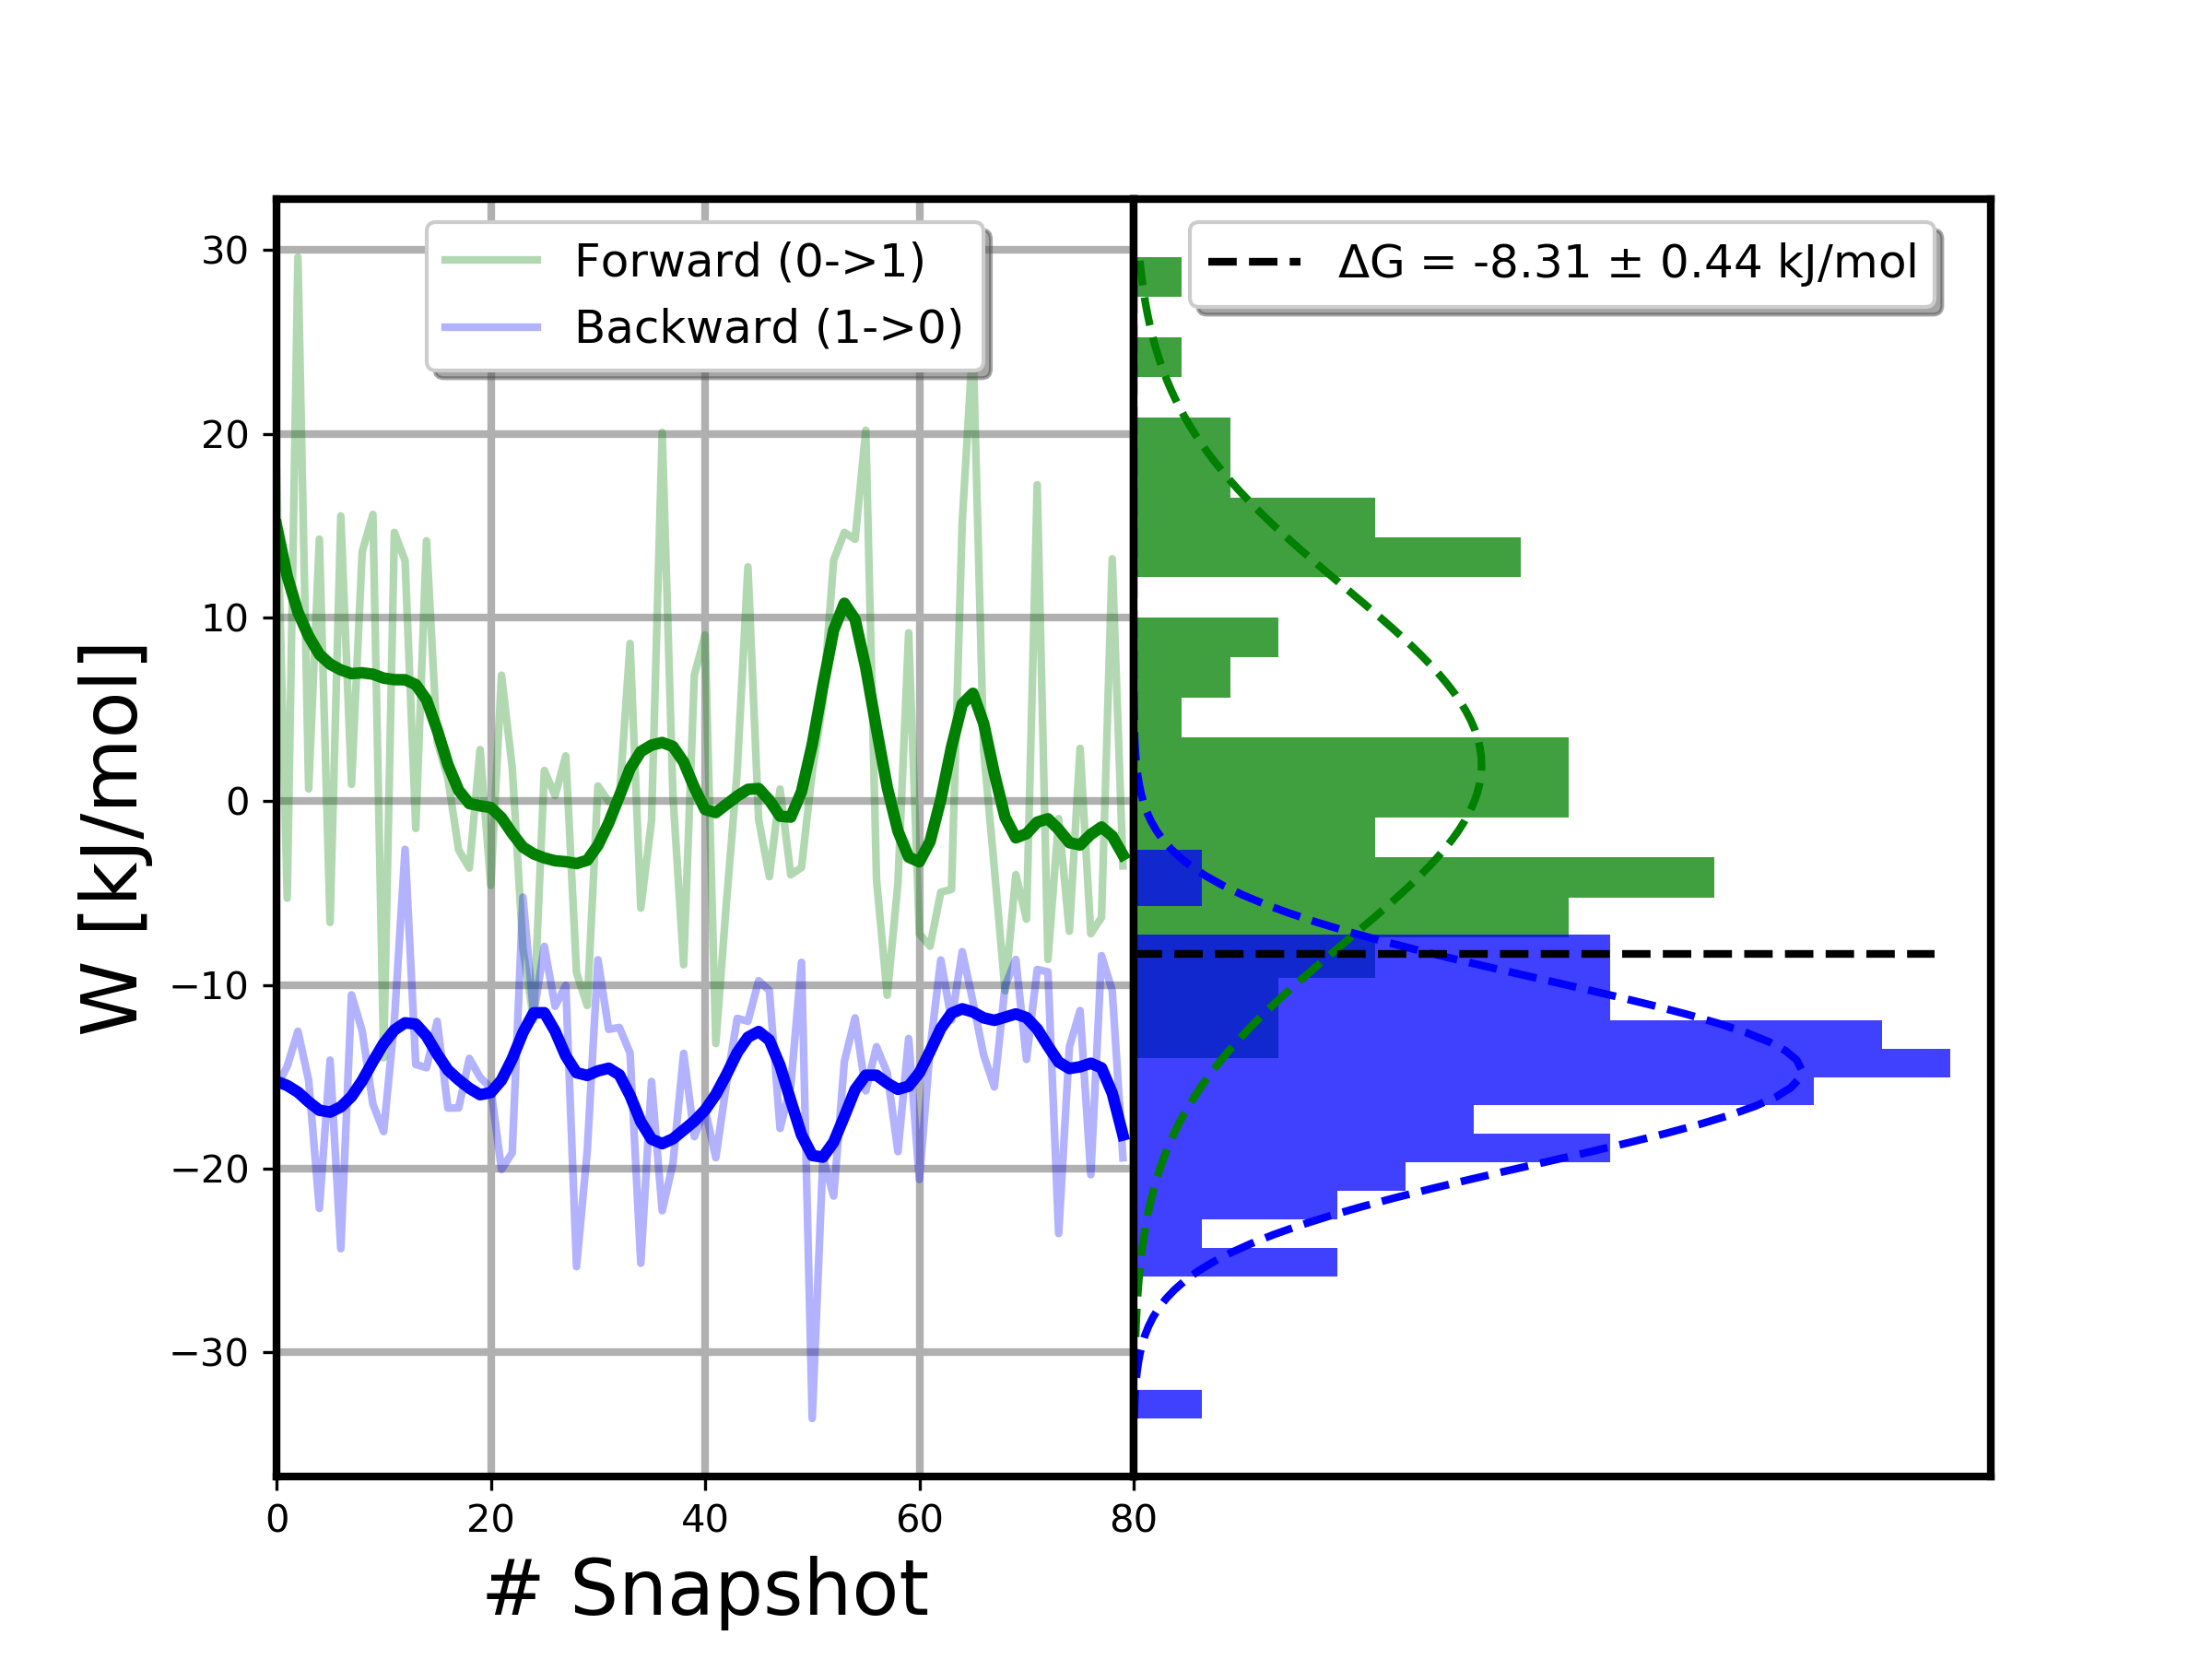 Forward (0->1)
Backward (1->0)
ΔG = -8.31 ± 0.44 kJ/mol
30
20
10
0
−10
−20
−30
W [kJ/mol]
0
20
40
60
80
# Snapshot